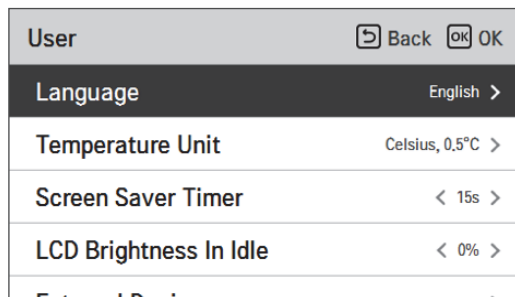 User Back OK OK
Language English
Temperature Unit Celsius, 0.5°C
Screen Saver Timer 15s
LCD Brightness In Idle 0%